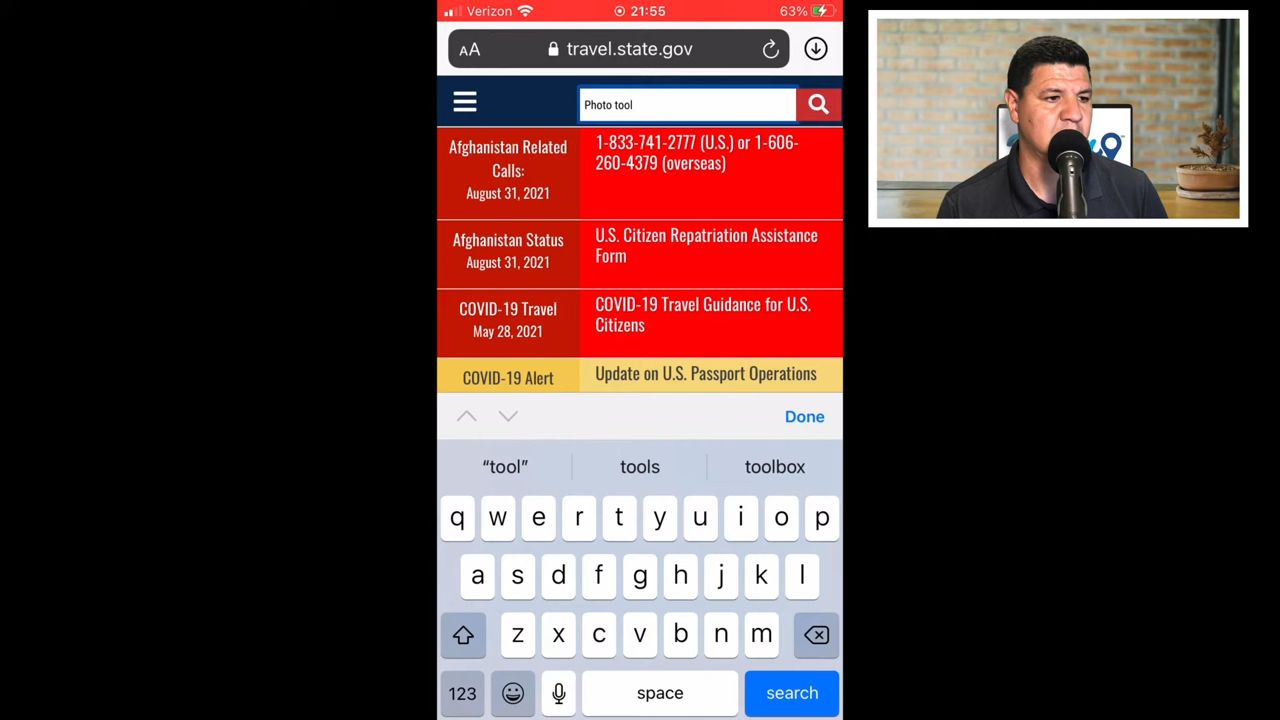 Verizon 21:55 63%
AA travel.state.gov
Photo tool
Afghanistan Related
Calls:
August 31, 2021
1-833-741-2777 (U.S.) or 1-606-
260-4379 (overseas)
Afghanistan Status
August 31, 2021
U.S. Citizen Repatriation Assistance
Form
COVID-19 Travel
May 28, 2021
COVID-19 Travel Guidance for U.S.
Citizens
COVID-19 Alert
Update on U.S. Passport Operations
Done
“tool” tools toolbox
q w e r t y u i o p
a s d f g h j k l
z x c v b n m
123 space search